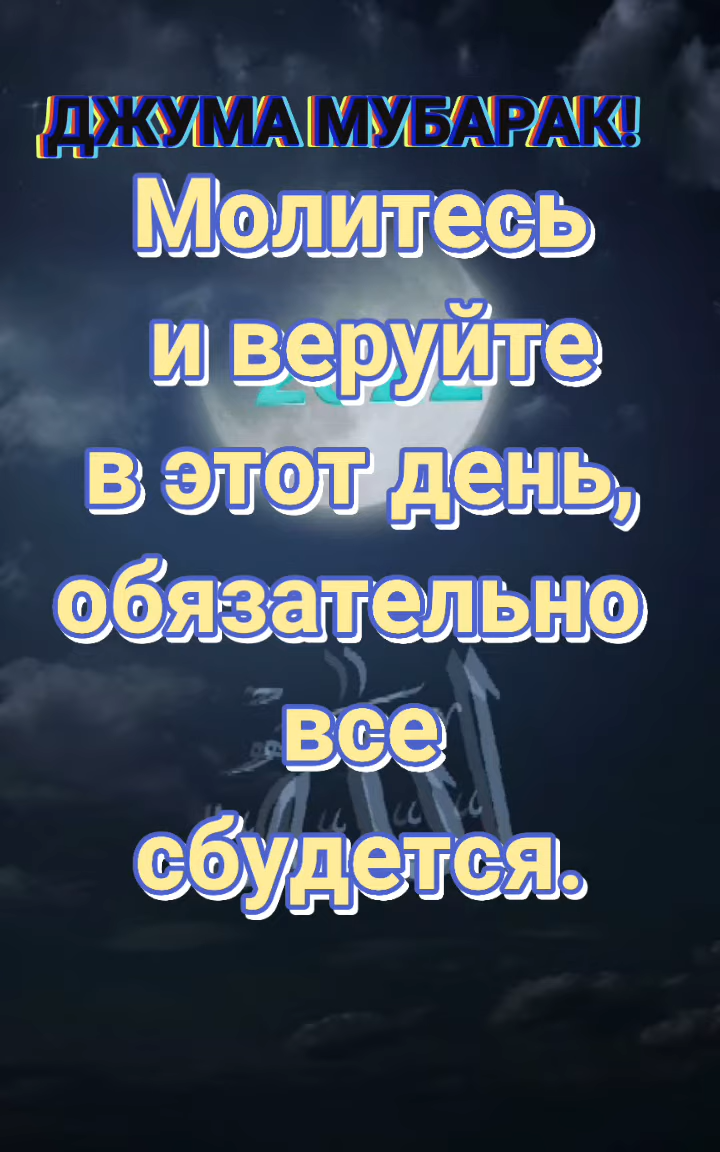 ДЖУМА МУБАРАК!
Молитесь
и веруйте
в этот день,
обязательно
все
сбудется.